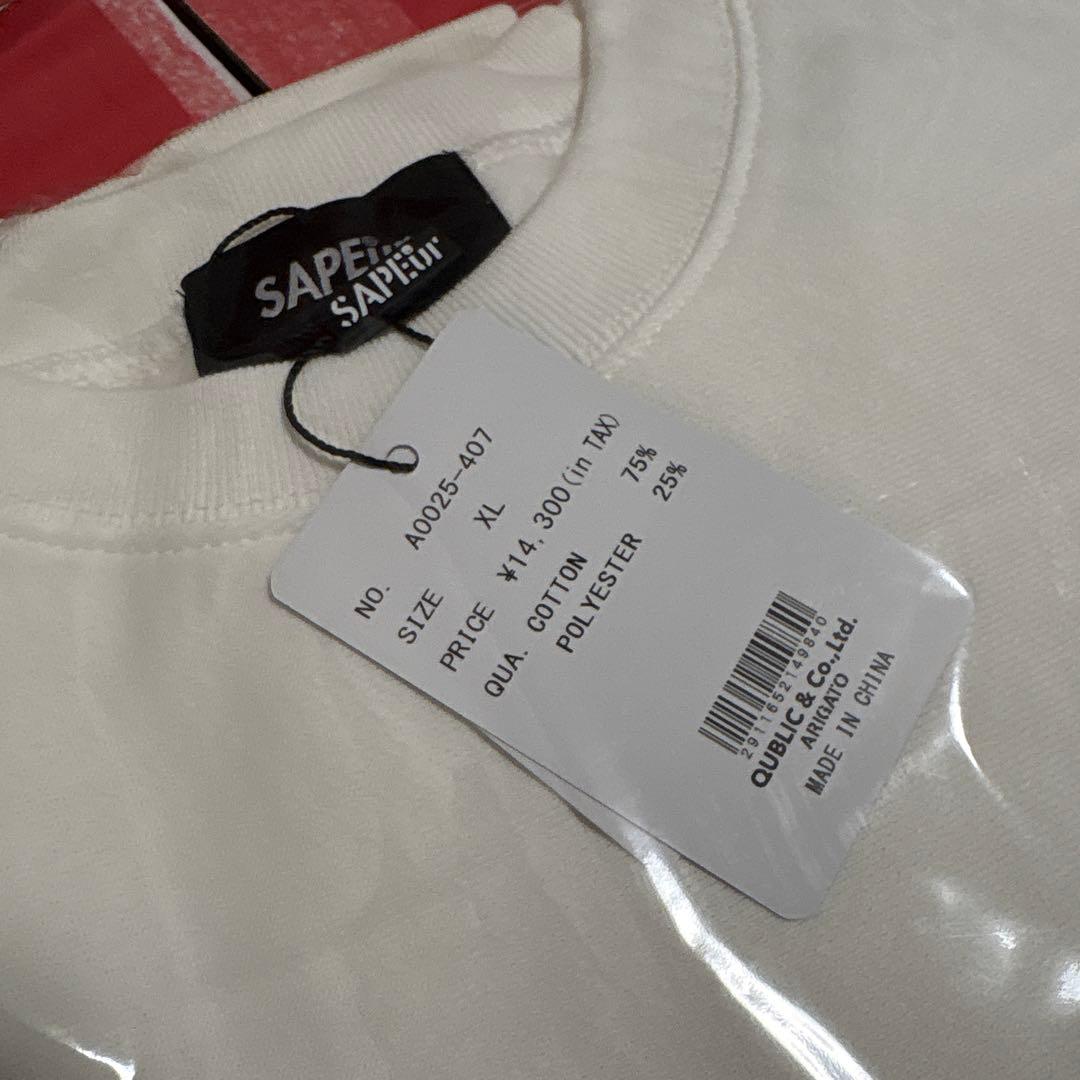 SAPEur
SAPEur
NO. A0025-407
SIZE XL
PRICE ¥14,300(in TAX)
QUA. COTTON 75%
POLYESTER 25%
2911652149840
QUBLIC & Co.,Ltd.
ARIGATO
MADE IN CHINA